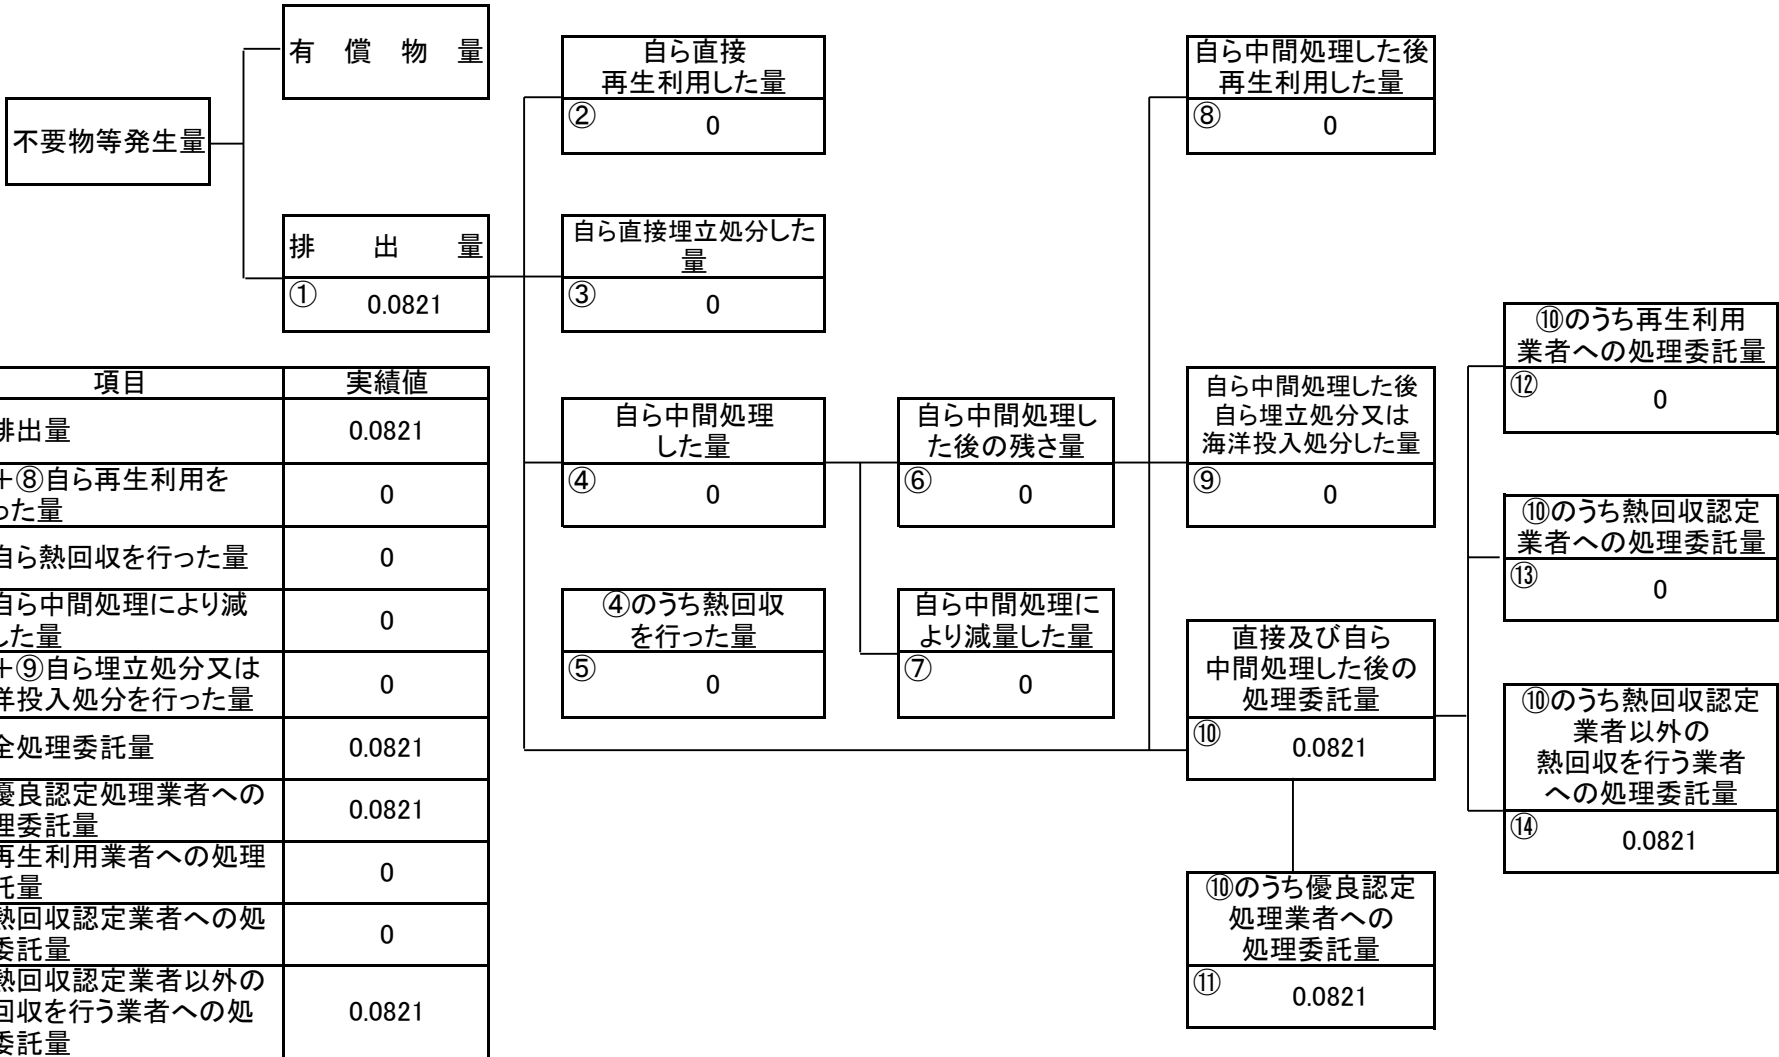 有償物量
不要物等発生量
排出量
① 0.0821
自ら直接
再生利用した量
② 0
自ら直接埋立処分した
量
③ 0
自ら中間処理
した量
④ 0
④のうち熱回収
を行った量
⑤ 0
自ら中間処理し
た後の残さ量
⑥ 0
自ら中間処理に
より減量した量
⑦ 0
自ら中間処理した後
再生利用した量
⑧ 0
自ら中間処理した後
自ら埋立処分又は
海洋投入処分した量
⑨ 0
直接及び自ら
中間処理した後の
処理委託量
⑩ 0.0821
⑩のうち優良認定
処理業者への
処理委託量
⑪ 0.0821
⑩のうち再生利用
業者への処理委託量
⑫ 0
⑩のうち熱回収認定
業者への処理委託量
⑬ 0
⑩のうち熱回収認定
業者以外の
熱回収を行う業者
への処理委託量
⑭ 0.0821
項目 実績値
排出量 0.0821
+⑧自ら再生利用を
った量
0
自ら熱回収を行った量 0
自ら中間処理により減
した量
0
+⑨自ら埋立処分又は
洋投入処分を行った量
0
全処理委託量 0.0821
優良認定処理業者への
理委託量
0.0821
再生利用業者への処理
託量
0
熱回収認定業者への処
委託量
0
熱回収認定業者以外の
回収を行う業者への処
委託量
0.0821